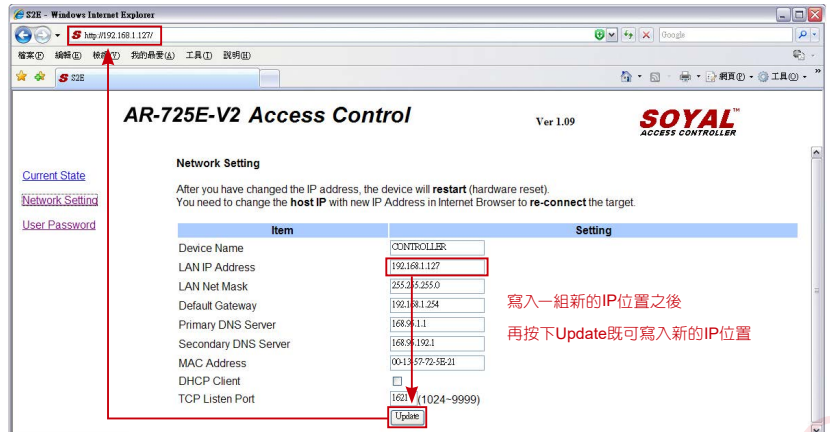 S2E - Windows Internet Explorer
http://192.168.1.127/
Google
檔案(F) 編輯(E) 檢視(V) 我的最愛(A) 工具(T) 說明(H)
S2E
網頁(P) 工具(O)
AR-725E-V2 Access Control
Ver 1.09
SOYAL™
ACCESS CONTROLLER
Current State
Network Setting
User Password
Network Setting
After you have changed the IP address, the device will restart (hardware reset).
You need to change the host IP with new IP Address in Internet Browser to re-connect the target.
Item Setting
Device Name CONTROLLER
LAN IP Address 192.168.1.127
LAN Net Mask 255.255.255.0
Default Gateway 192.168.1.254
Primary DNS Server 168.95.1.1
Secondary DNS Server 168.95.192.1
MAC Address 00-13-57-72-5E-21
DHCP Client
TCP Listen Port 1621 (1024~9999)
Update
寫入一組新的IP位置之後
再按下Update既可寫入新的IP位置